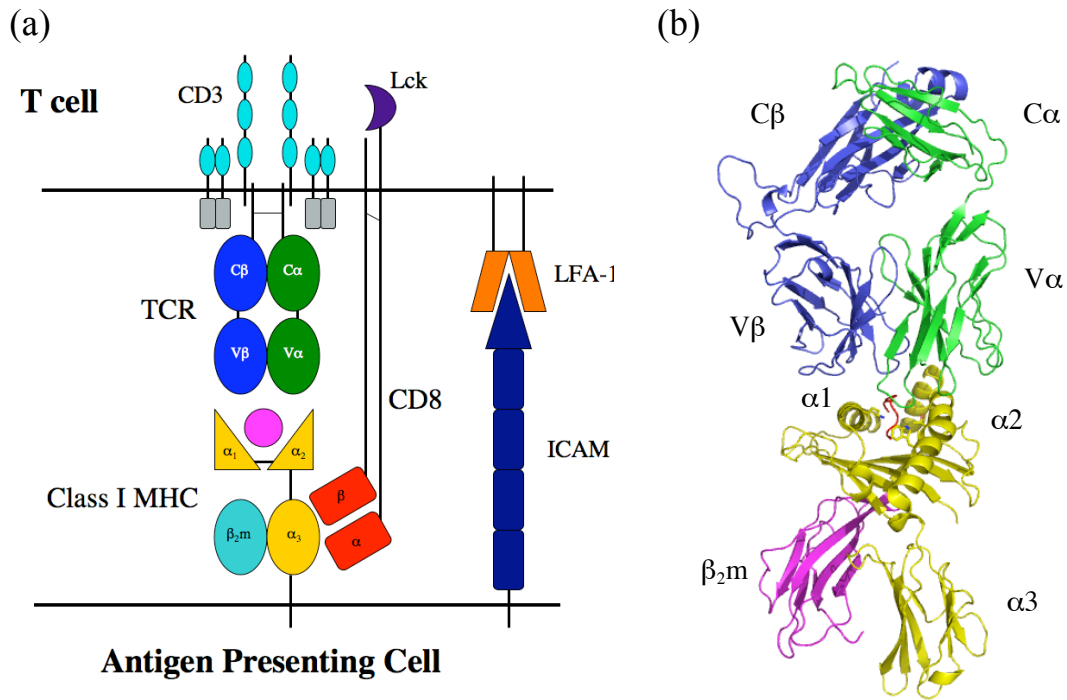 (a)
T cell
CD3
Lck
Cβ
Cα
TCR
LFA-1
Vβ
Vα
CD8
α1
α2
ICAM
Class I MHC
β
β2m
α3
α
Antigen Presenting Cell
(b)
Cβ
Cα
Vα
Vβ
α1
α2
β2m
α3